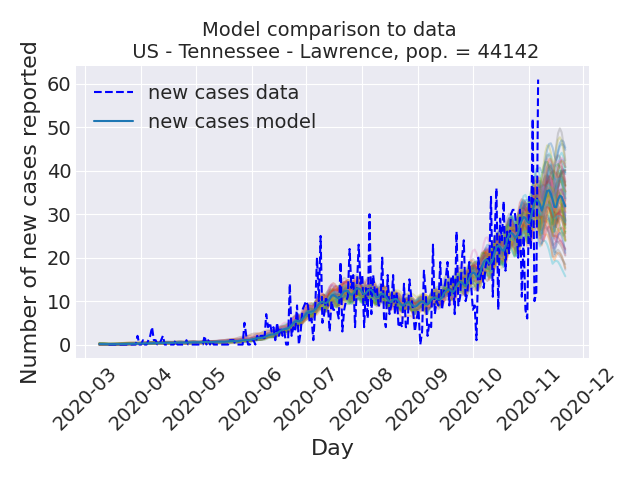 Model comparison to data
US - Tennessee - Lawrence, pop. = 44142
Number of new cases reported
60
50
40
30
20
10
0
new cases data
new cases model
2020-03
2020-04
2020-05
2020-06
2020-07
2020-08
2020-09
2020-10
2020-11
2020-12
Day